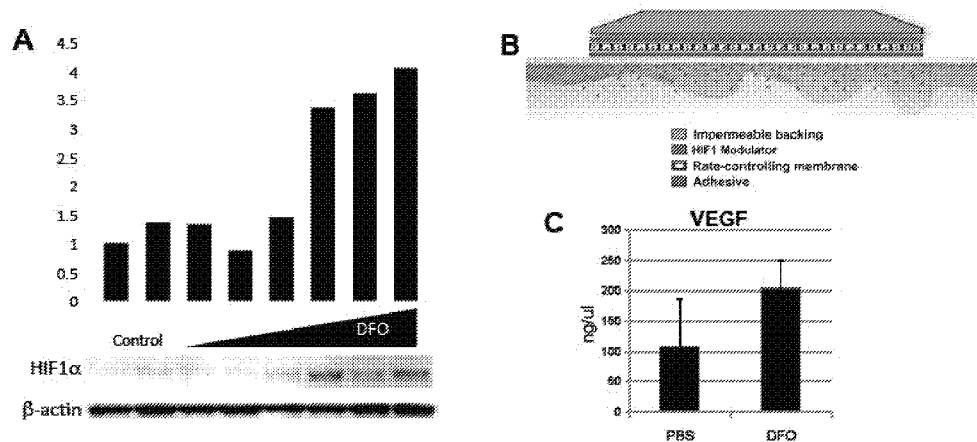 A
4.5
4
3.5
3
2.5
2
1.5
1
0.5
0
Control
DFO
HIF1α
β-actin
B
Impermeable backing
HIF1 Modulator
Rate-controlling membrane
Adhesive
C
VEGF
300
250
200
150
100
50
0
ng/ul
PBS
DFO